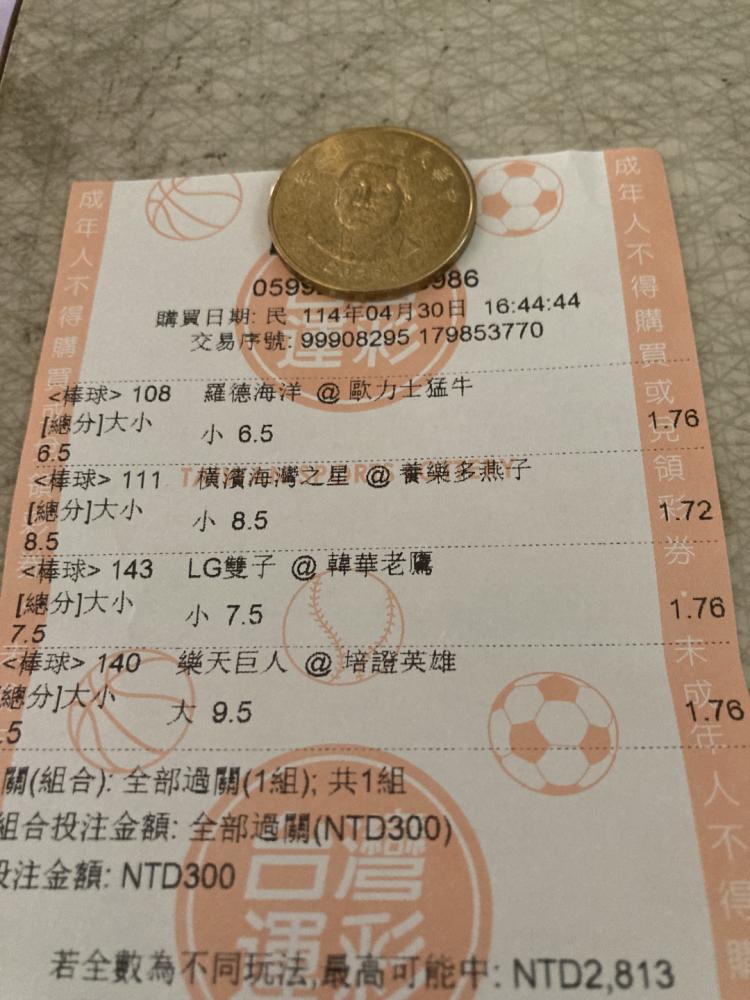 0599 986
購買日期: 民 114年04月30日 16:44:44
交易序號: 99908295 179853770
<棒球> 108 羅德海洋 @ 歐力士猛牛
[總分]大小 小 6.5 1.76
6.5
<棒球> 111 橫濱海灣之星 @ 養樂多燕子
[總分]大小 小 8.5 1.72
8.5
<棒球> 143 LG雙子 @ 韓華老鷹
[總分]大小 小 7.5 1.76
7.5
<棒球> 140 樂天巨人 @ 培證英雄
總分]大小 大 9.5 1.76
.5
關(組合): 全部過關(1組); 共1組
組合投注金額: 全部過關(NTD300)
投注金額: NTD300
若全數為不同玩法,最高可能中: NTD2,813
成年人不得購買或
成年人不得購買或兌領彩券.未成年人不得購
台灣運彩
TAIWAN SPORTS LOTTERY
台灣運彩